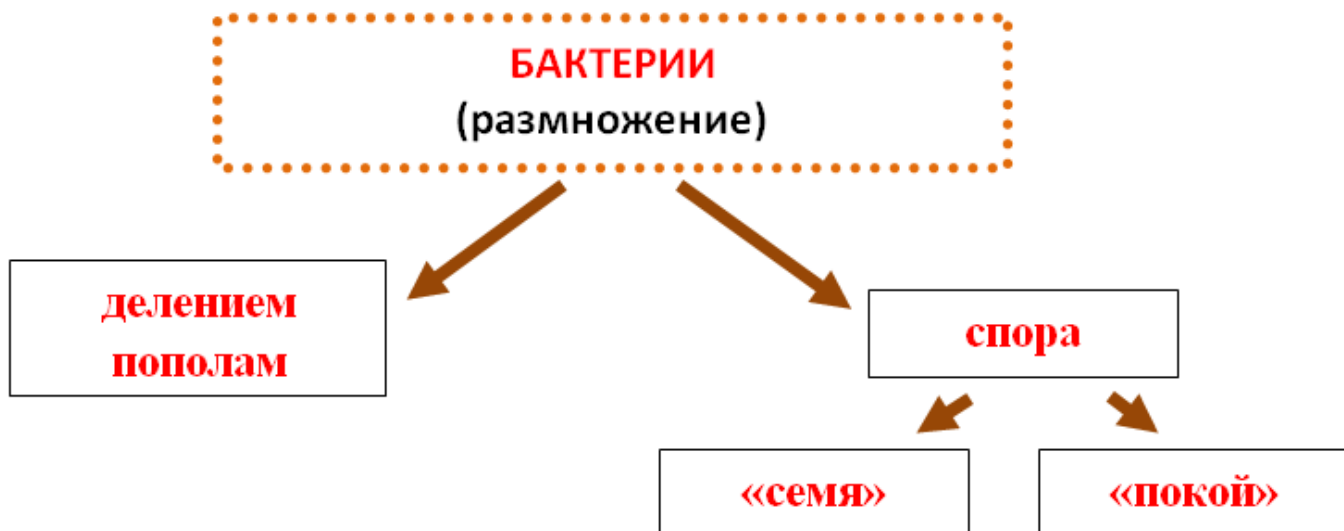 БАКТЕРИИ
(размножение)
делением
пополам
спора
«семя»
«покой»